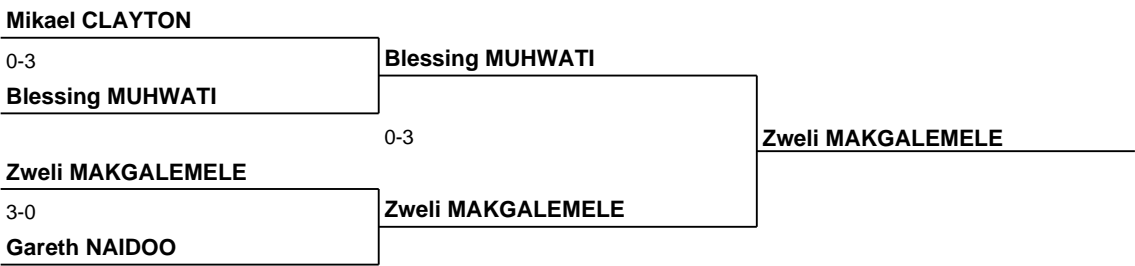 Mikael CLAYTON
0-3
Blessing MUHWATI
Blessing MUHWATI
0-3
Zweli MAKGALEMELE
Zweli MAKGALEMELE
3-0
Zweli MAKGALEMELE
Gareth NAIDOO